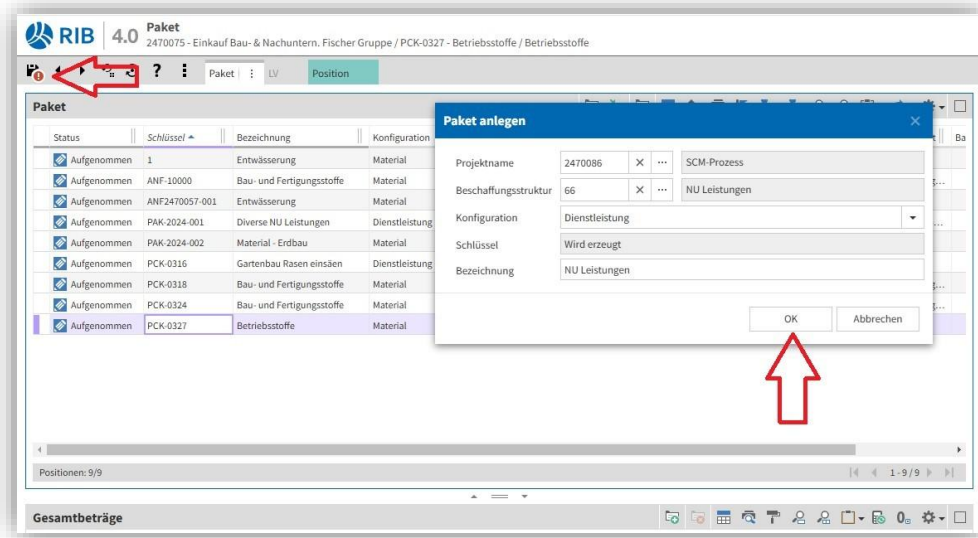 RIB 4.0 Paket
2470075 - Einkauf Bau- & Nachuntern. Fischer Gruppe / PCK-0327 - Betriebsstoffe / Betriebsstoffe
? Paket LV Position
Paket
Status Schlüssel Bezeichnung Konfiguration Ba
Aufgenommen 1 Entwässerung Material
Aufgenommen ANF-10000 Bau- und Fertigungsstoffe Material
Aufgenommen ANF2470057-001 Entwässerung Material
Aufgenommen PAK-2024-001 Diverse NU Leistungen Dienstleistung
Aufgenommen PAK-2024-002 Material - Erdbau Material
Aufgenommen PCK-0316 Gartenbau Rasen einsäen Dienstleistung
Aufgenommen PCK-0318 Bau- und Fertigungsstoffe Material
Aufgenommen PCK-0324 Bau- und Fertigungsstoffe Material
Aufgenommen PCK-0327 Betriebsstoffe Material
Paket anlegen
Projektname 2470086 SCM-Prozess
Beschaffungsstruktur 66 NU Leistungen
Konfiguration Dienstleistung
Schlüssel Wird erzeugt
Bezeichnung NU Leistungen
OK Abbrechen
Positionen: 9/9 1-9/9
Gesamtbeträge